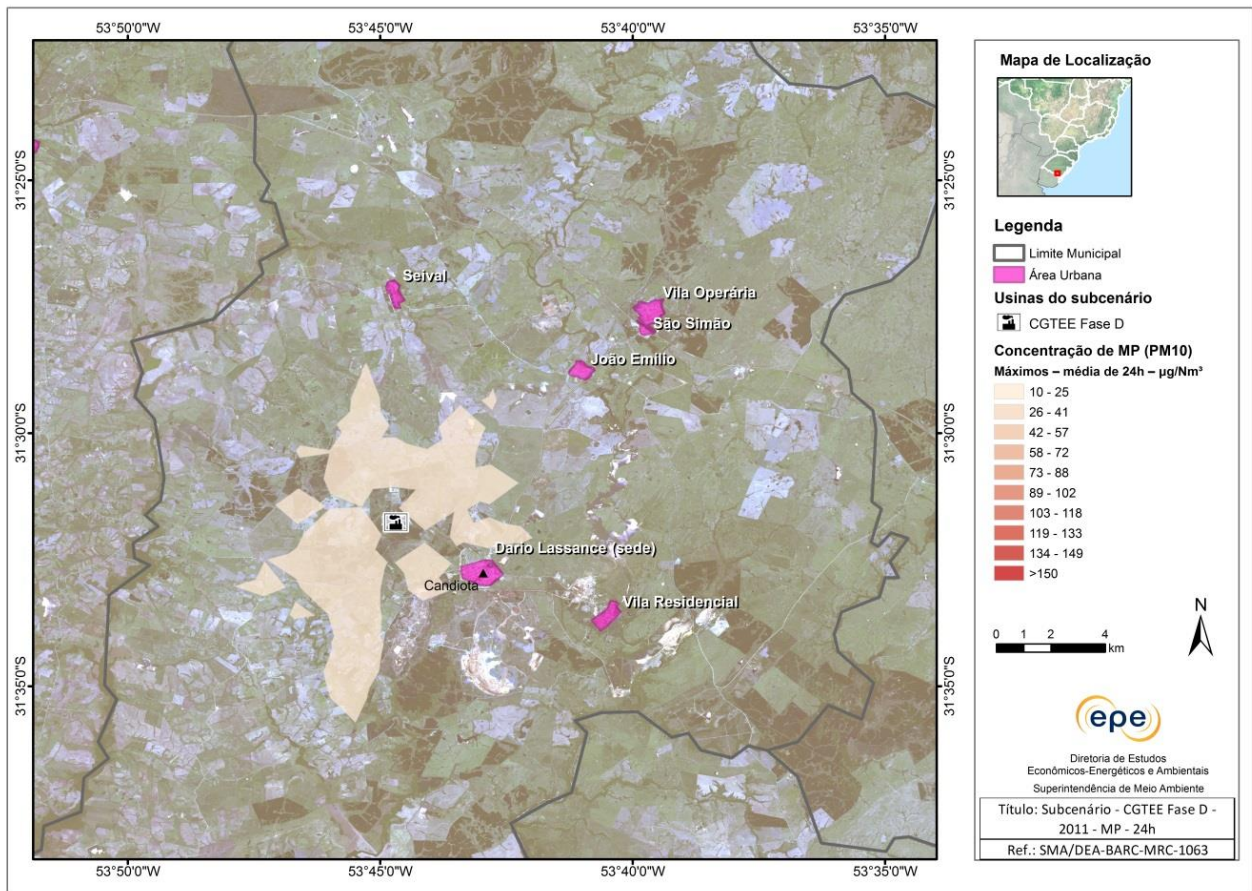 53°50'0"W
53°45'0"W
53°40'0"W
53°35'0"W
31°25'0"S
31°25'0"S
Seival
Vila Operária
São Simão
João Emílio
31°30'0"S
31°30'0"S
Dario Lassance (sede)
Candiota
Vila Residencial
31°35'0"S
31°35'0"S
53°50'0"W
53°45'0"W
53°40'0"W
53°35'0"W
Mapa de Localização
Legenda
Limite Municipal
Área Urbana
Usinas do subcenário
CGTEE Fase D
Concentração de MP (PM10)
Máximos – média de 24h – µg/Nm³
10 - 25
26 - 41
42 - 57
58 - 72
73 - 88
89 - 102
103 - 118
119 - 133
134 - 149
>150
N
0 1 2 4
km
epe
Diretoria de Estudos
Econômicos-Energéticos e Ambientais
Superintendência de Meio Ambiente
Título: Subcenário - CGTEE Fase D -
2011 - MP - 24h
Ref.: SMA/DEA-BARC-MRC-1063